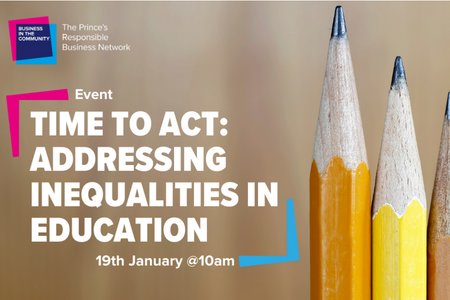 BUSINESS
IN THE
COMMUNITY
The Prince's
Responsible
Business Network
Event
TIME TO ACT:
ADDRESSING
INEQUALITIES IN
EDUCATION
19th January @10am